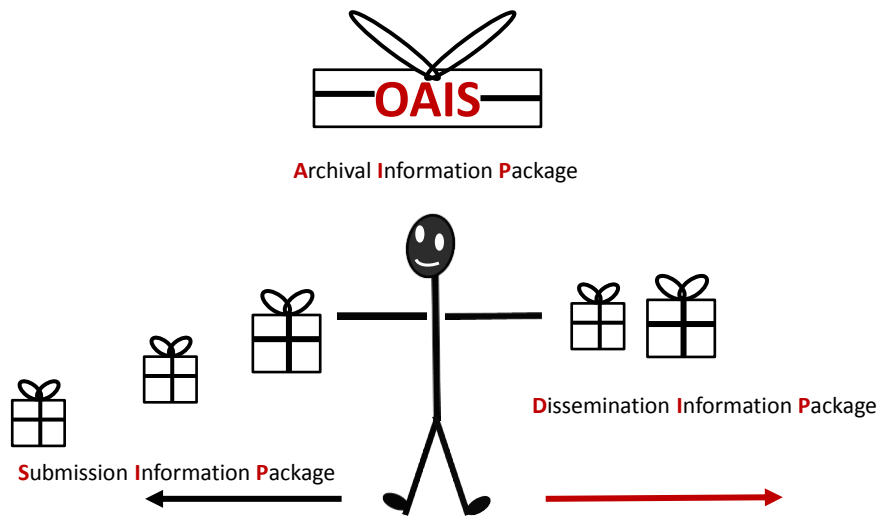 OAIS
Archival Information Package
Dissemination Information Package
Submission Information Package